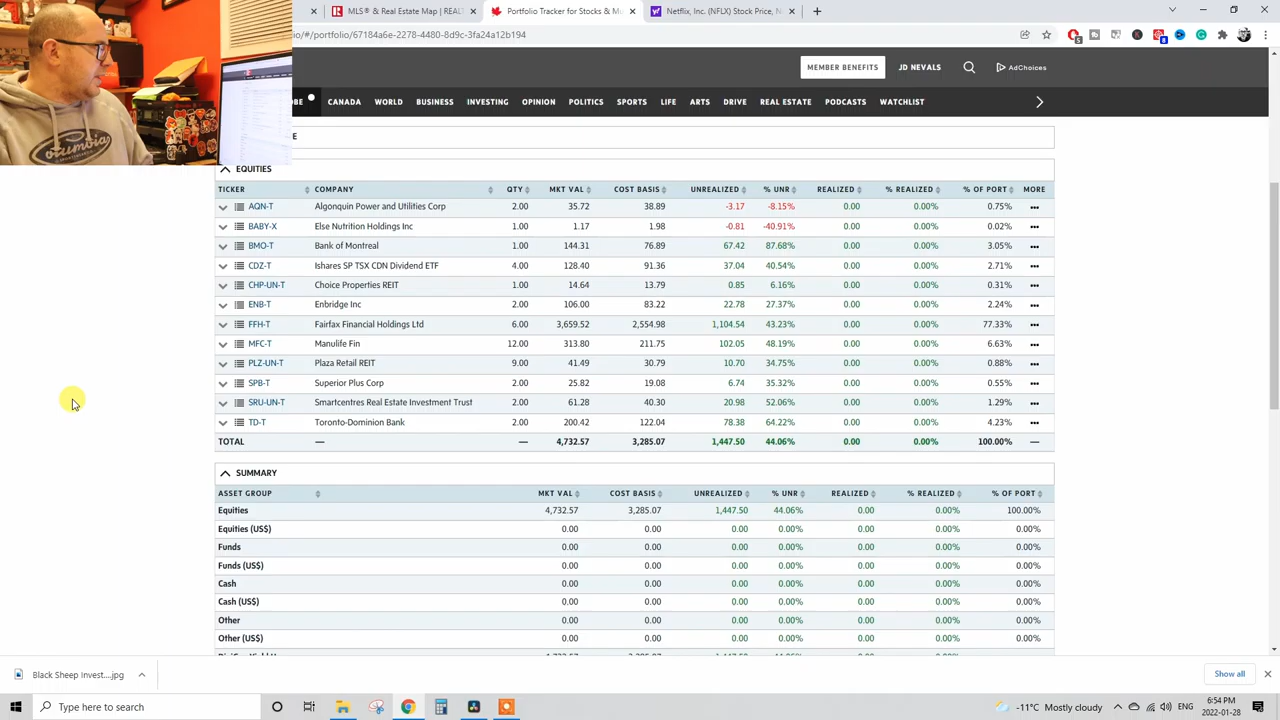 MLS® & Real Estate Map | REAL
Portfolio Tracker for Stocks & Mu
Netflix, Inc. (NFLX) Stock Price, N
io/#/portfolio/67184a6e-2278-4480-8d9c-3fa24a12b194
MEMBER BENEFITS
JD NEVALS
AdChoices
WORLD INVESTING OPINION POLITICS SPORTS LIFE ARTS DRIVE REAL ESTATE PODCASTS
Columbia
EQUITIES
TICKER COMPANY QTY MKT VAL COST BASIS UNREALIZED % UNR REALIZED % REALIZED % OF PORT MORE
AQN-T Algonquin Power and Utilities Corp 2.00 35.72 38.89 -3.17 -8.15% 0.00 0.00% 0.75%
BABY-X Else Nutrition Holdings Inc 1.00 1.17 1.98 -0.81 -40.91% 0.00 0.00% 0.02%
BMO-T Bank of Montreal 1.00 144.31 76.89 67.42 87.68% 0.00 0.00% 3.05%
CDZ-T Ishares SP TSX CDN Dividend ETF 4.00 128.40 91.36 37.04 40.54% 0.00 0.00% 2.71%
CHP-UN-T Choice Properties REIT 1.00 14.64 13.79 0.85 6.16% 0.00 0.00% 0.31%
ENB-T Enbridge Inc 2.00 106.00 83.22 22.78 27.37% 0.00 0.00% 2.24%
FFH-T Fairfax Financial Holdings Ltd 6.00 3,659.52 2,554.98 1,104.54 43.23% 0.00 0.00% 77.33%
MFC-T Manulife Fin 12.00 313.80 211.75 102.05 48.19% 0.00 0.00% 6.63%
PLZ-UN-T Plaza Retail REIT 9.00 41.49 30.79 10.70 34.75% 0.00 0.00% 0.88%
SPB-T Superior Plus Corp 2.00 25.82 19.08 6.74 35.32% 0.00 0.00% 0.55%
SRU-UN-T Smartcentres Real Estate Investment Trust 2.00 61.28 40.30 20.98 52.06% 0.00 0.00% 1.29%
TD-T Toronto-Dominion Bank 2.00 200.42 122.04 78.38 64.22% 0.00 0.00% 4.23%
TOTAL — — 4,732.57 3,285.07 1,447.50 44.06% 0.00 0.00% 100.00% —
SUMMARY
ASSET GROUP MKT VAL COST BASIS UNREALIZED % UNR REALIZED % REALIZED % OF PORT
Equities 4,732.57 3,285.07 1,447.50 44.06% 0.00 0.00% 100.00%
Equities (US$) 0.00 0.00 0.00 0.00% 0.00 0.00% 0.00%
Funds 0.00 0.00 0.00 0.00% 0.00 0.00% 0.00%
Funds (US$) 0.00 0.00 0.00 0.00% 0.00 0.00% 0.00%
Cash 0.00 0.00 0.00 0.00% 0.00 0.00% 0.00%
Cash (US$) 0.00 0.00 0.00 0.00% 0.00 0.00% 0.00%
Other 0.00 0.00 0.00 0.00% 0.00 0.00% 0.00%
Other (US$) 0.00 0.00 0.00 0.00% 0.00 0.00% 0.00%
Black Sheep Invest....jpg
Show all
Type here to search
-11°C Mostly cloudy
ENG
6:54 PM
2022-01-28